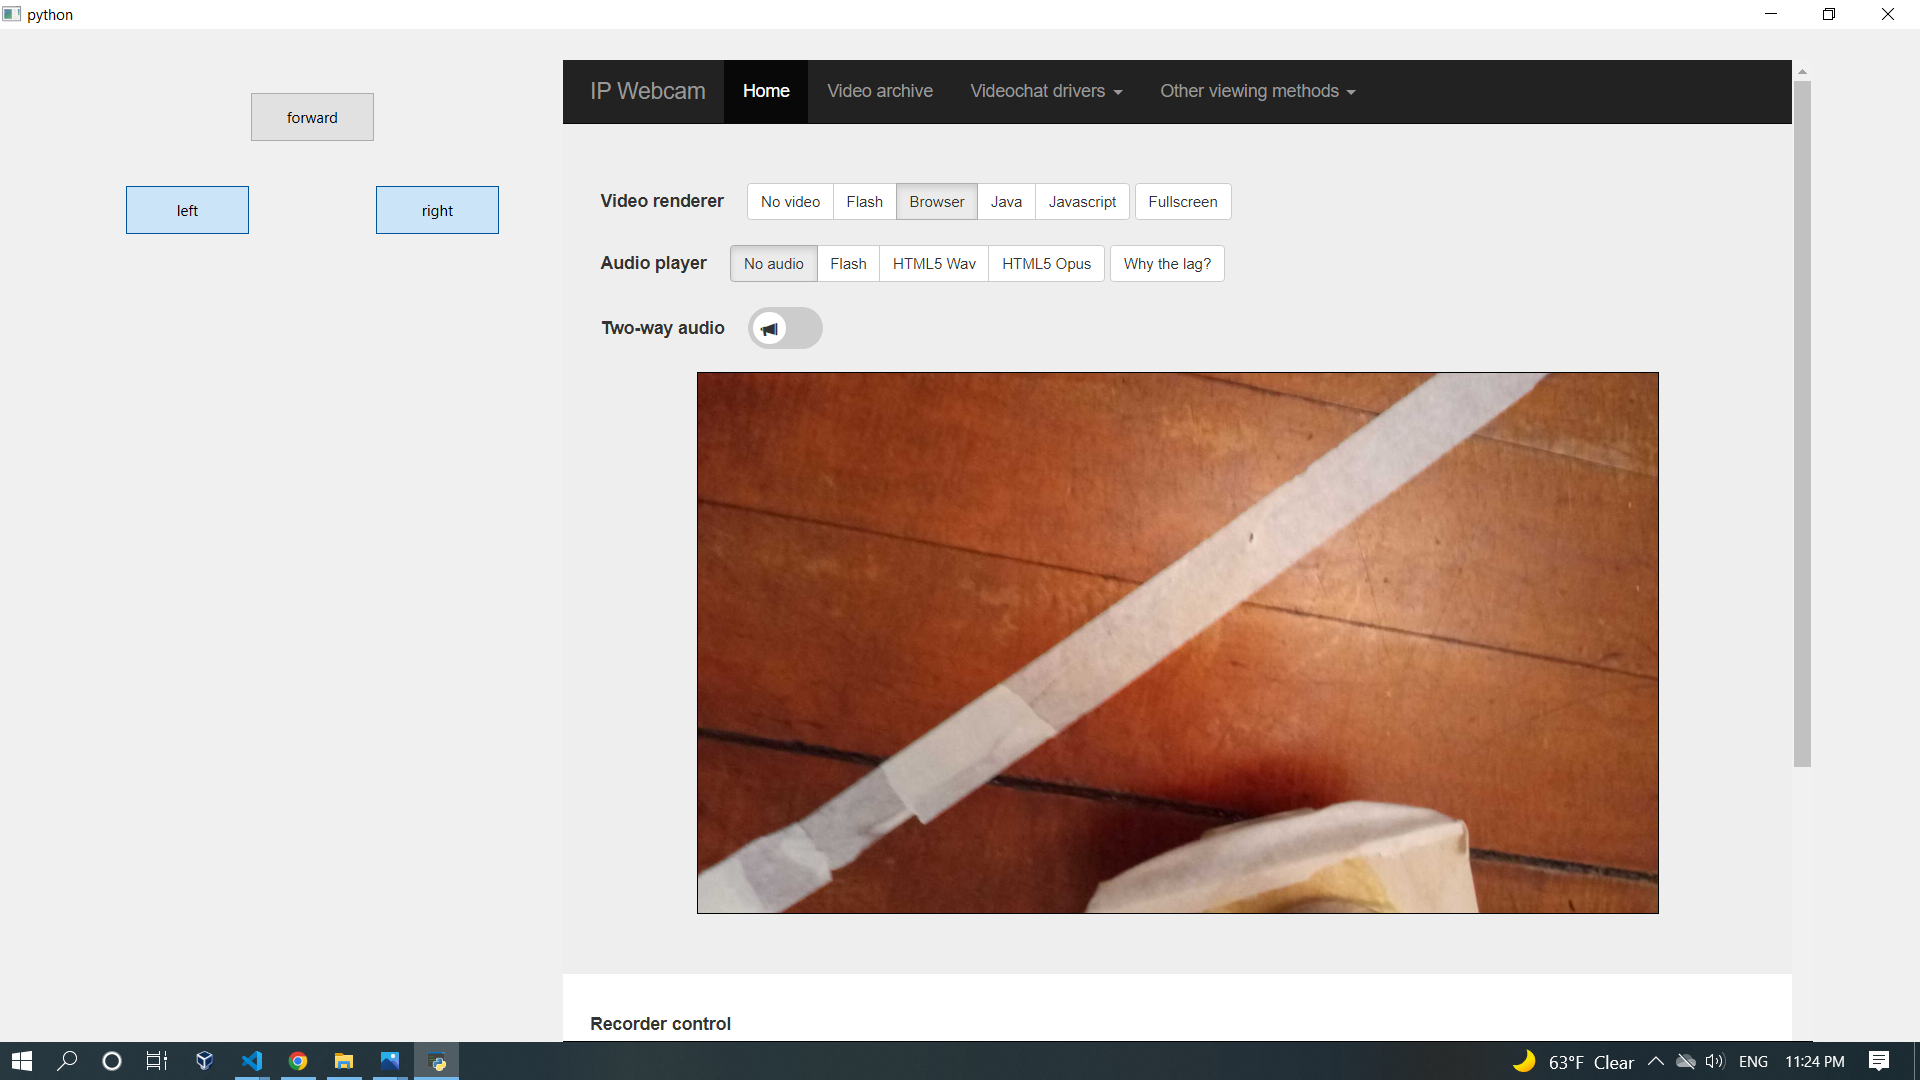 python
forward
left
right
IP Webcam Home Video archive Videochat drivers Other viewing methods
Video renderer No video Flash Browser Java Javascript Fullscreen
Audio player No audio Flash HTML5 Wav HTML5 Opus Why the lag?
Two-way audio
Recorder control
63°F Clear ENG 11:24 PM